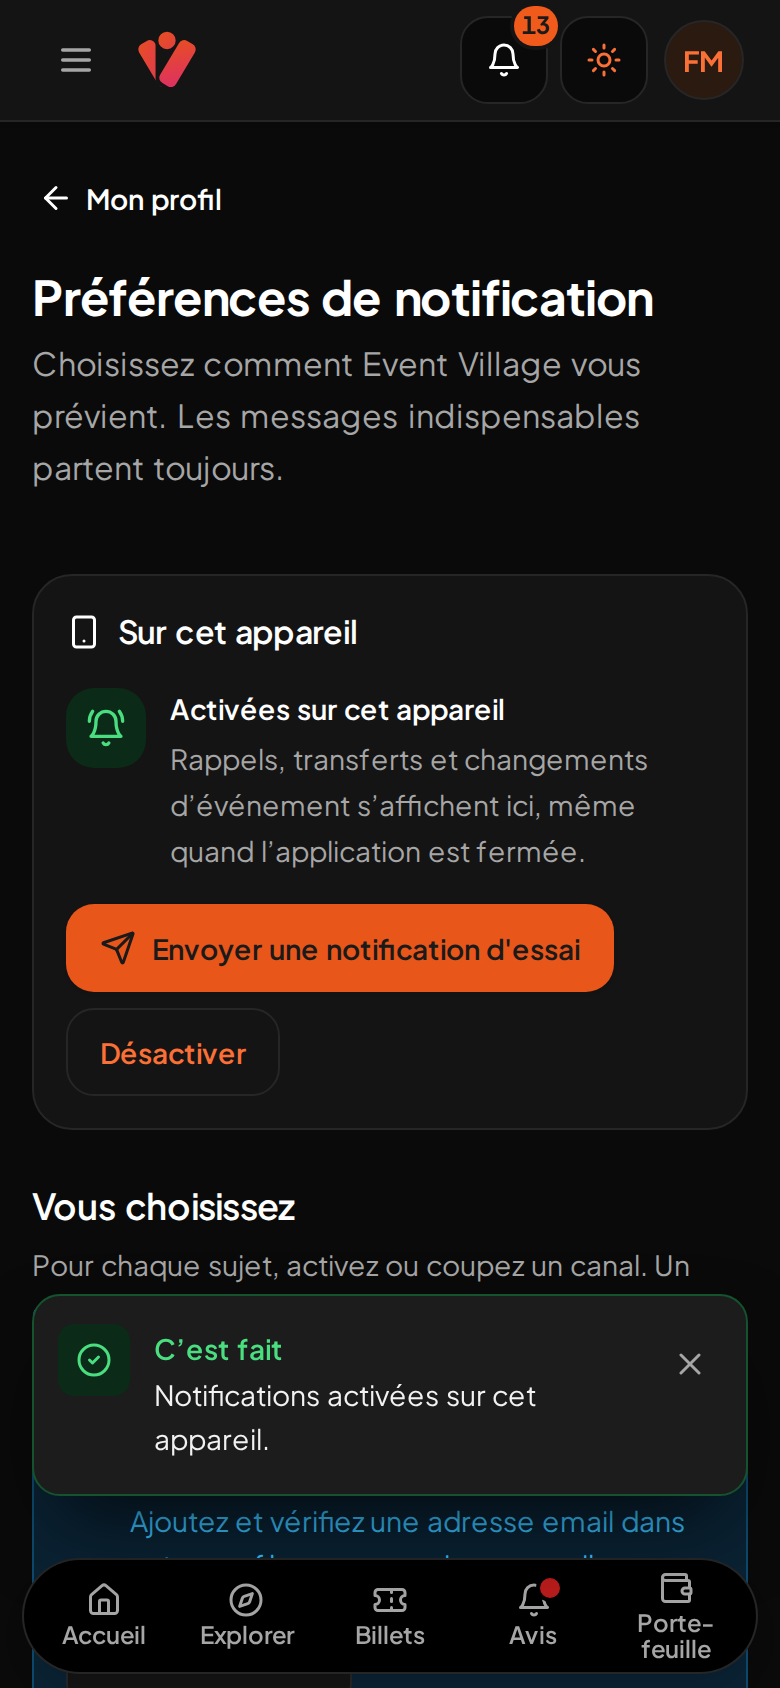 13
FM
Mon profil
Préférences de notification
Choisissez comment Event Village vous
prévient. Les messages indispensables
partent toujours.
Sur cet appareil
Activées sur cet appareil
Rappels, transferts et changements
d’événement s’affichent ici, même
quand l’application est fermée.
Envoyer une notification d'essai
Désactiver
Vous choisissez
Pour chaque sujet, activez ou coupez un canal. Un
C’est fait
Notifications activées sur cet
appareil.
Ajoutez et vérifiez une adresse email dans
Accueil
Explorer
Billets
Avis
Porte-
feuille